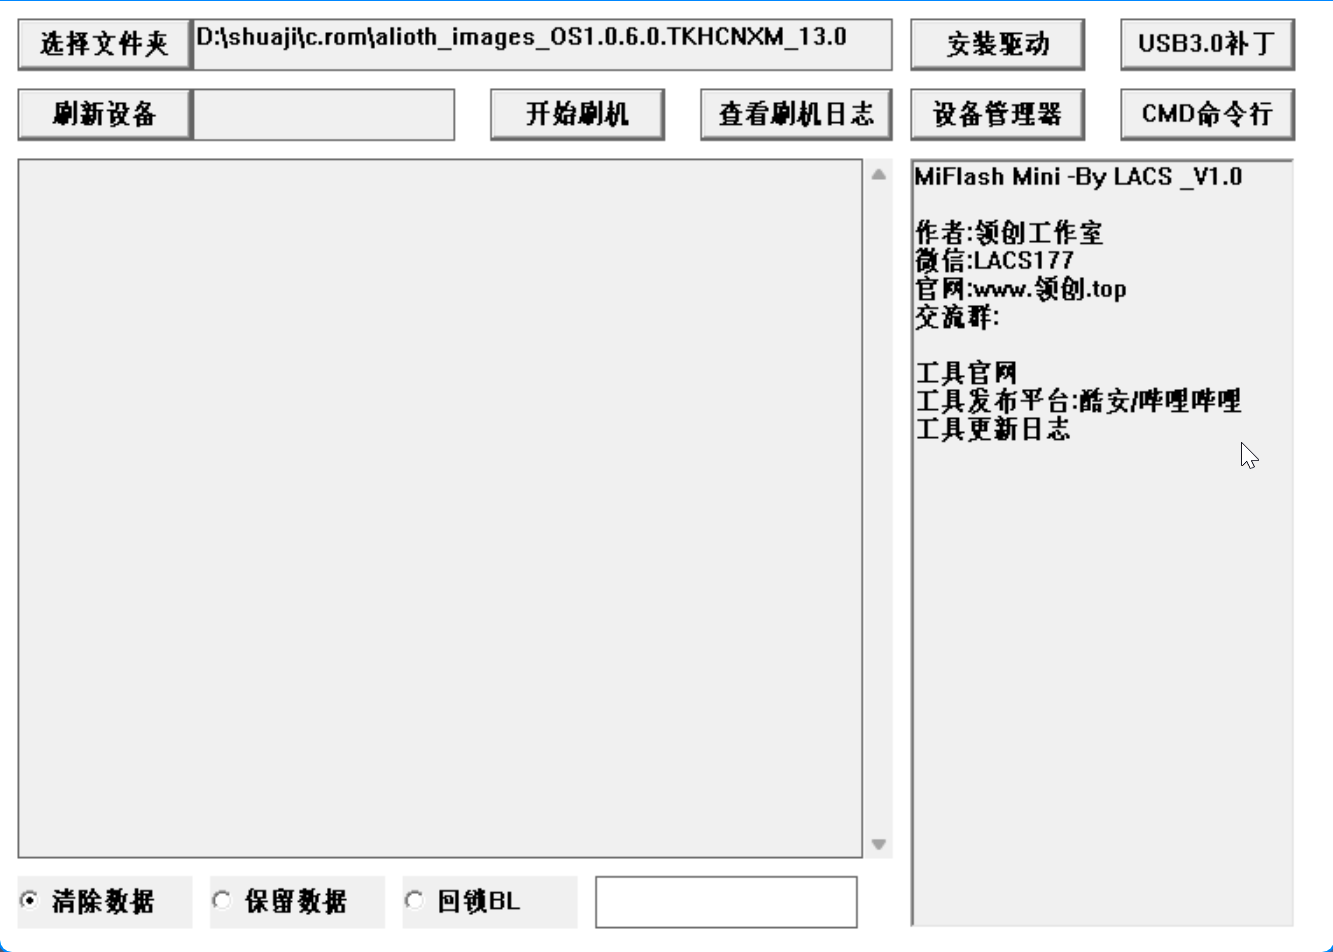 选择文件夹 D:\shuaji\c.rom\alioth_images_OS1.0.6.0.TKHCNXM_13.0 安装驱动 USB3.0补丁
刷新设备 开始刷机 查看刷机日志 设备管理器 CMD命令行
MiFlash Mini -By LACS _V1.0
作者:领创工作室
微信:LACS177
官网:www.领创.top
交流群:
工具官网
工具发布平台:酷安/哔哩哔哩
工具更新日志
清除数据 保留数据 回锁BL